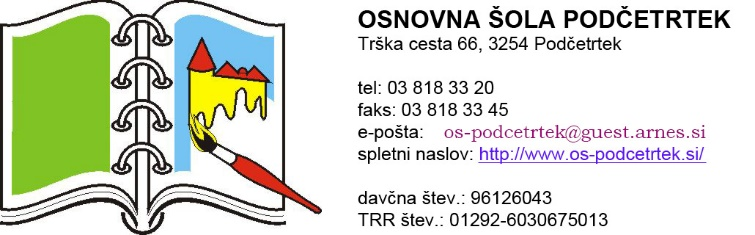 OSNOVNA ŠOLA PODČETRTEK
Trška cesta 66, 3254 Podčetrtek
tel: 03 818 33 20
faks: 03 818 33 45
e-pošta: os-podcetrtek@guest.arnes.si
spletni naslov: http://www.os-podcetrtek.si/
davčna štev.: 96126043
TRR štev.: 01292-6030675013